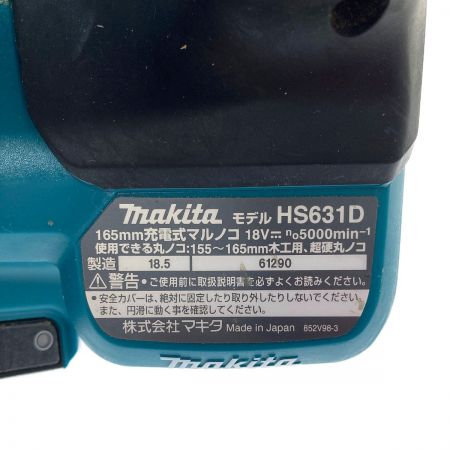 makita モデル HS631D
165mm充電式マルノコ 18V⎓ n₀5000min⁻¹
使用できる丸ノコ:155～165mm木工用、超硬丸ノコ
製造 18.5 61290
⚠警告 •ご使用前に取扱説明書を必ずよくお読みください。
•安全カバーは、絶対に固定したり取り外したりしないでください。
また、円滑に動く事を確認してください。
株式会社マキタ Made in Japan 852V98-3
makita